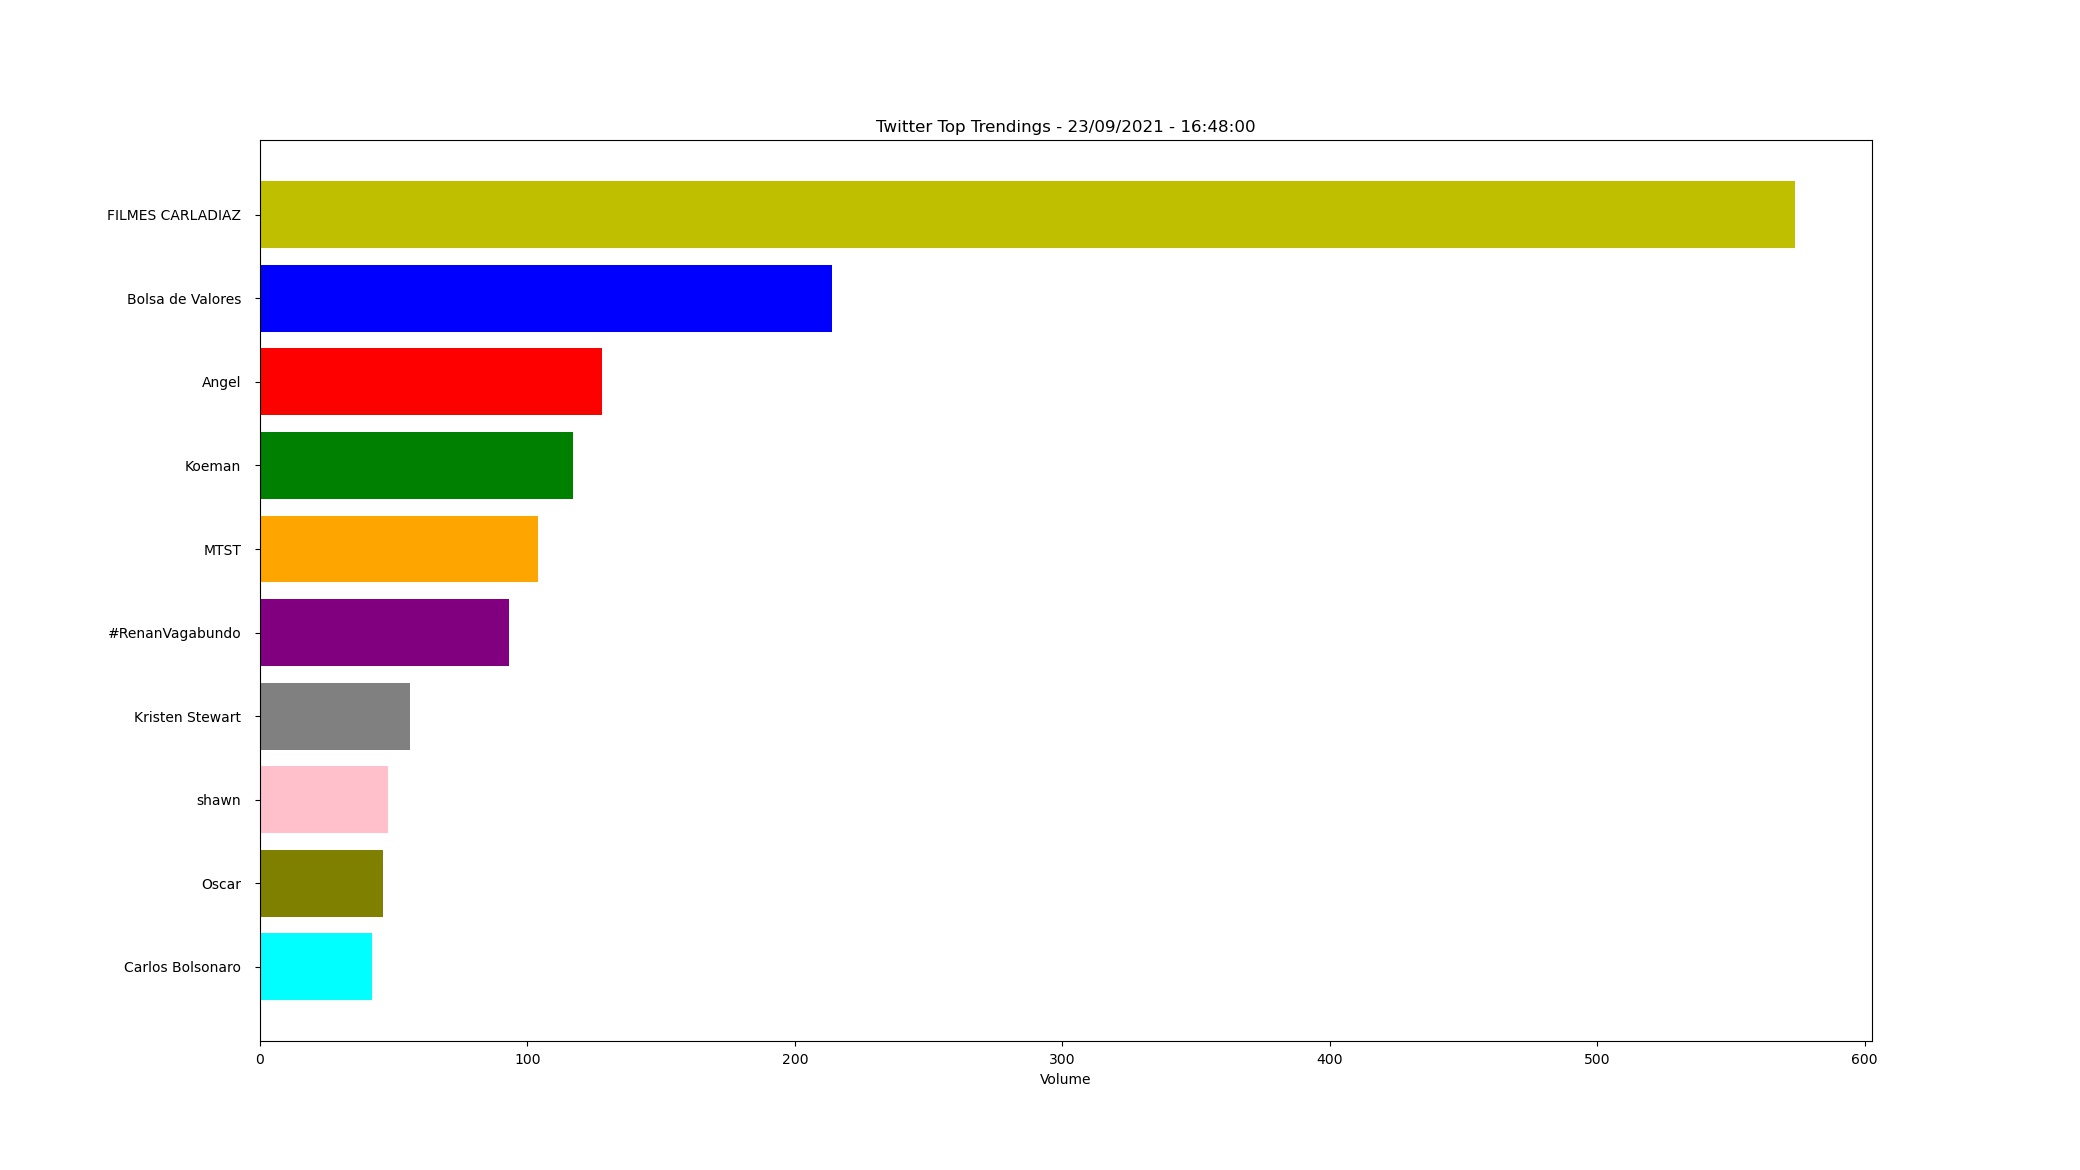 Twitter Top Trendings - 23/09/2021 - 16:48:00
FILMES CARLADIAZ
Bolsa de Valores
Angel
Koeman
MTST
#RenanVagabundo
Kristen Stewart
shawn
Oscar
Carlos Bolsonaro
0 100 200 300 400 500 600
Volume